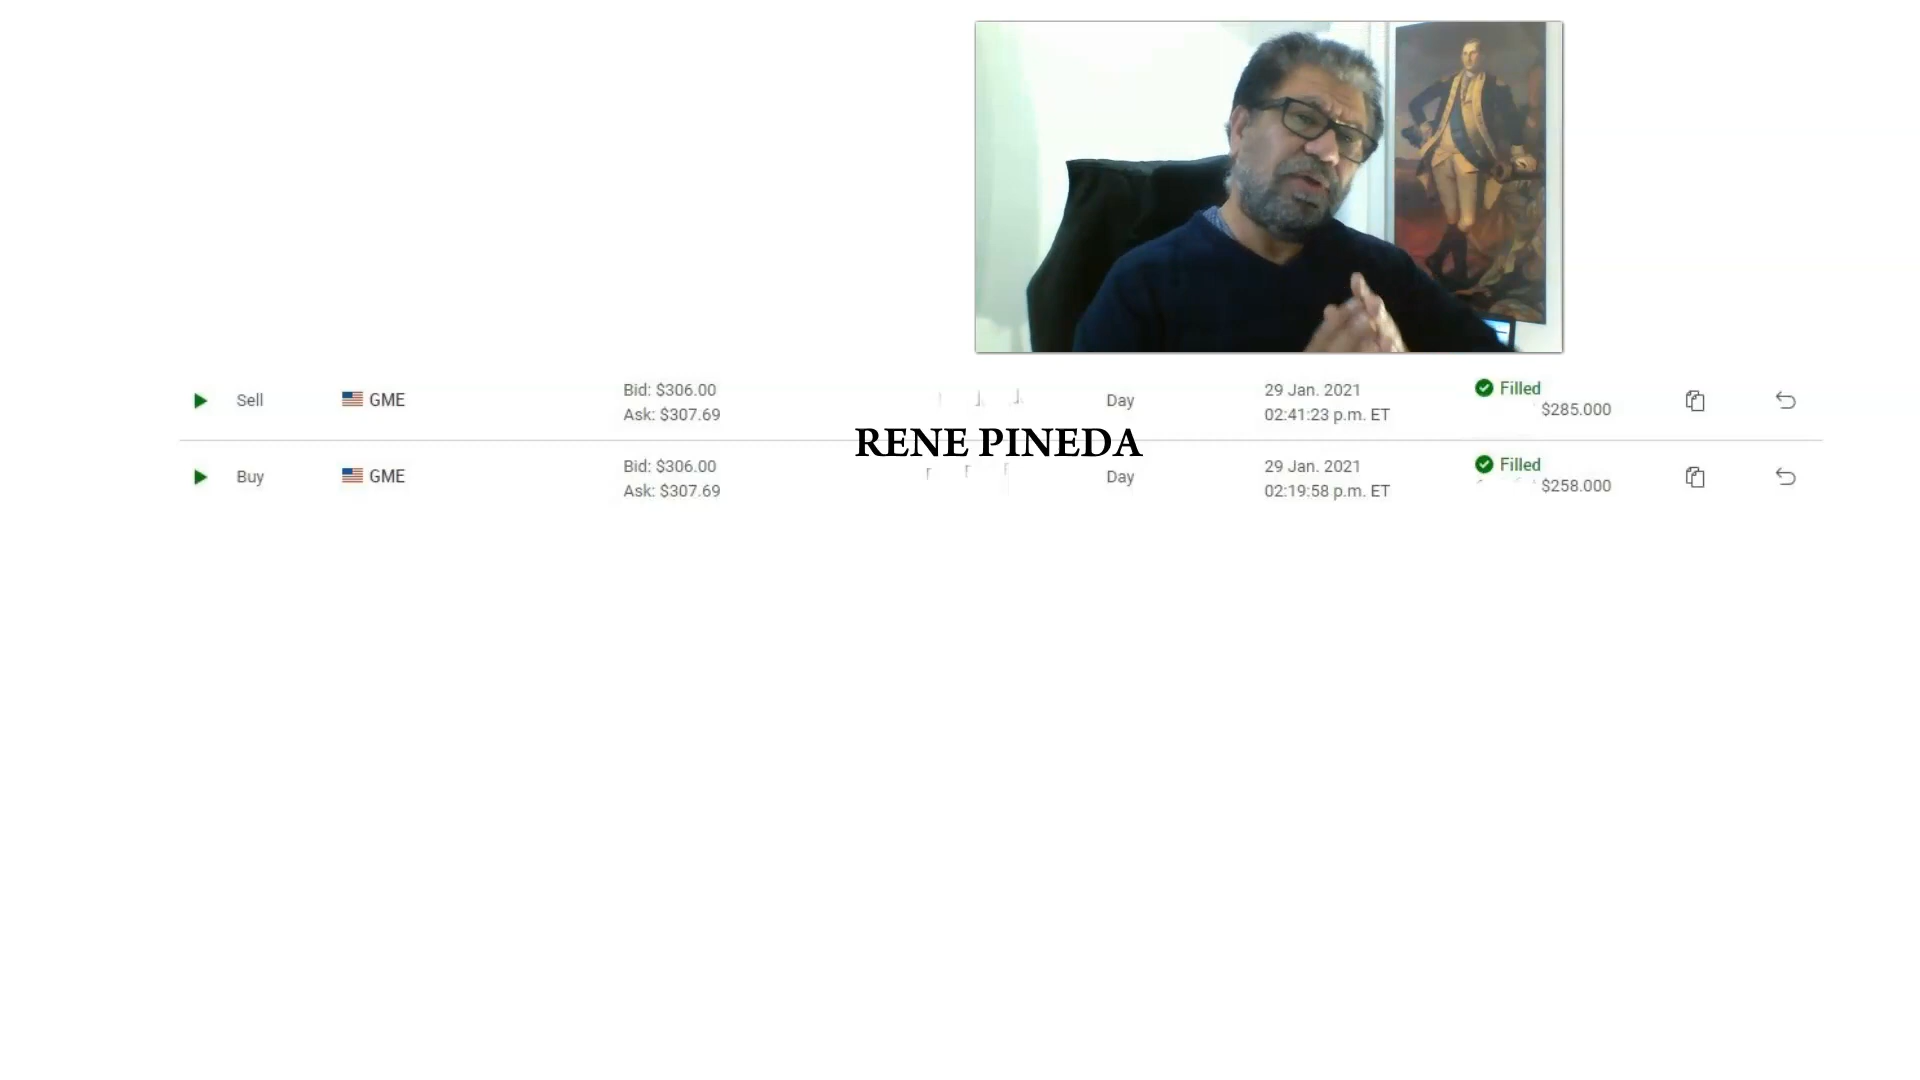 Sell GME Bid: $306.00 Day 29 Jan. 2021 Filled
Ask: $307.69 02:41:23 p.m. ET $285.000
RENE PINEDA
Buy GME Bid: $306.00 Day 29 Jan. 2021 Filled
Ask: $307.69 02:19:58 p.m. ET $258.000